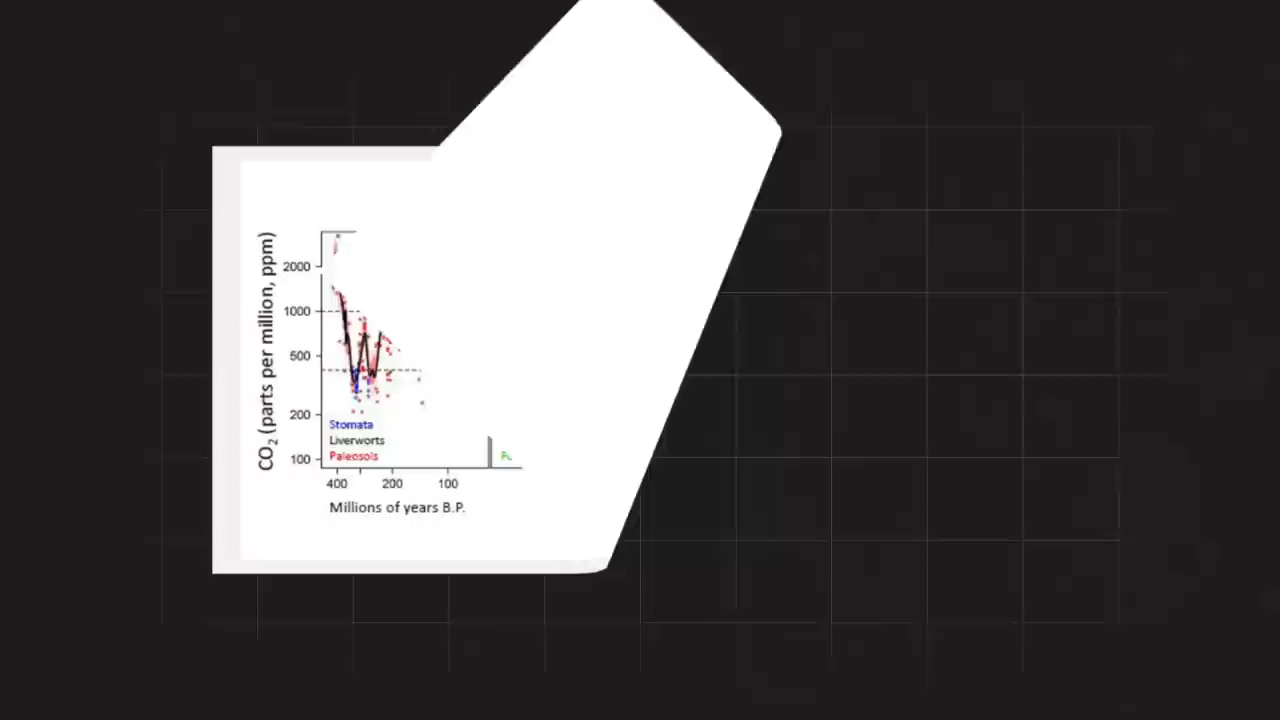 CO₂ (parts per million, ppm)
2000
1000
500
200
100
Stomata
Liverworts
Paleosols
400 200 100
Millions of years B.P.